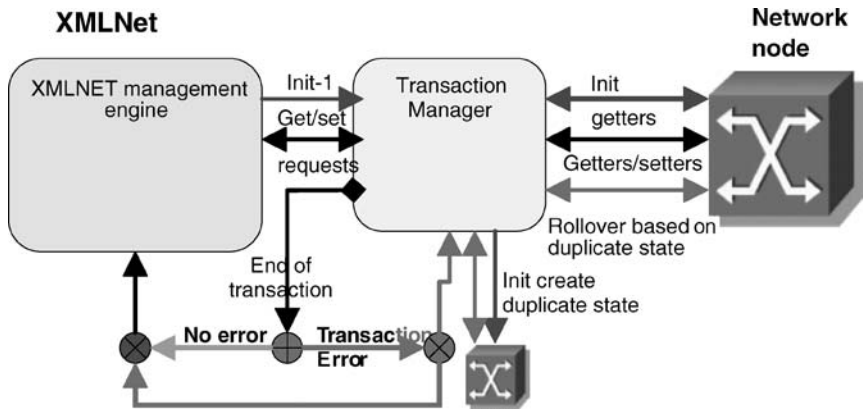 XMLNet
Network
node
XMLNET management
engine
Init-1
Get/set
requests
Transaction
Manager
Init
getters
Getters/setters
Rollover based on
duplicate state
End of
transaction
Init create
duplicate state
No error
Transaction
Error